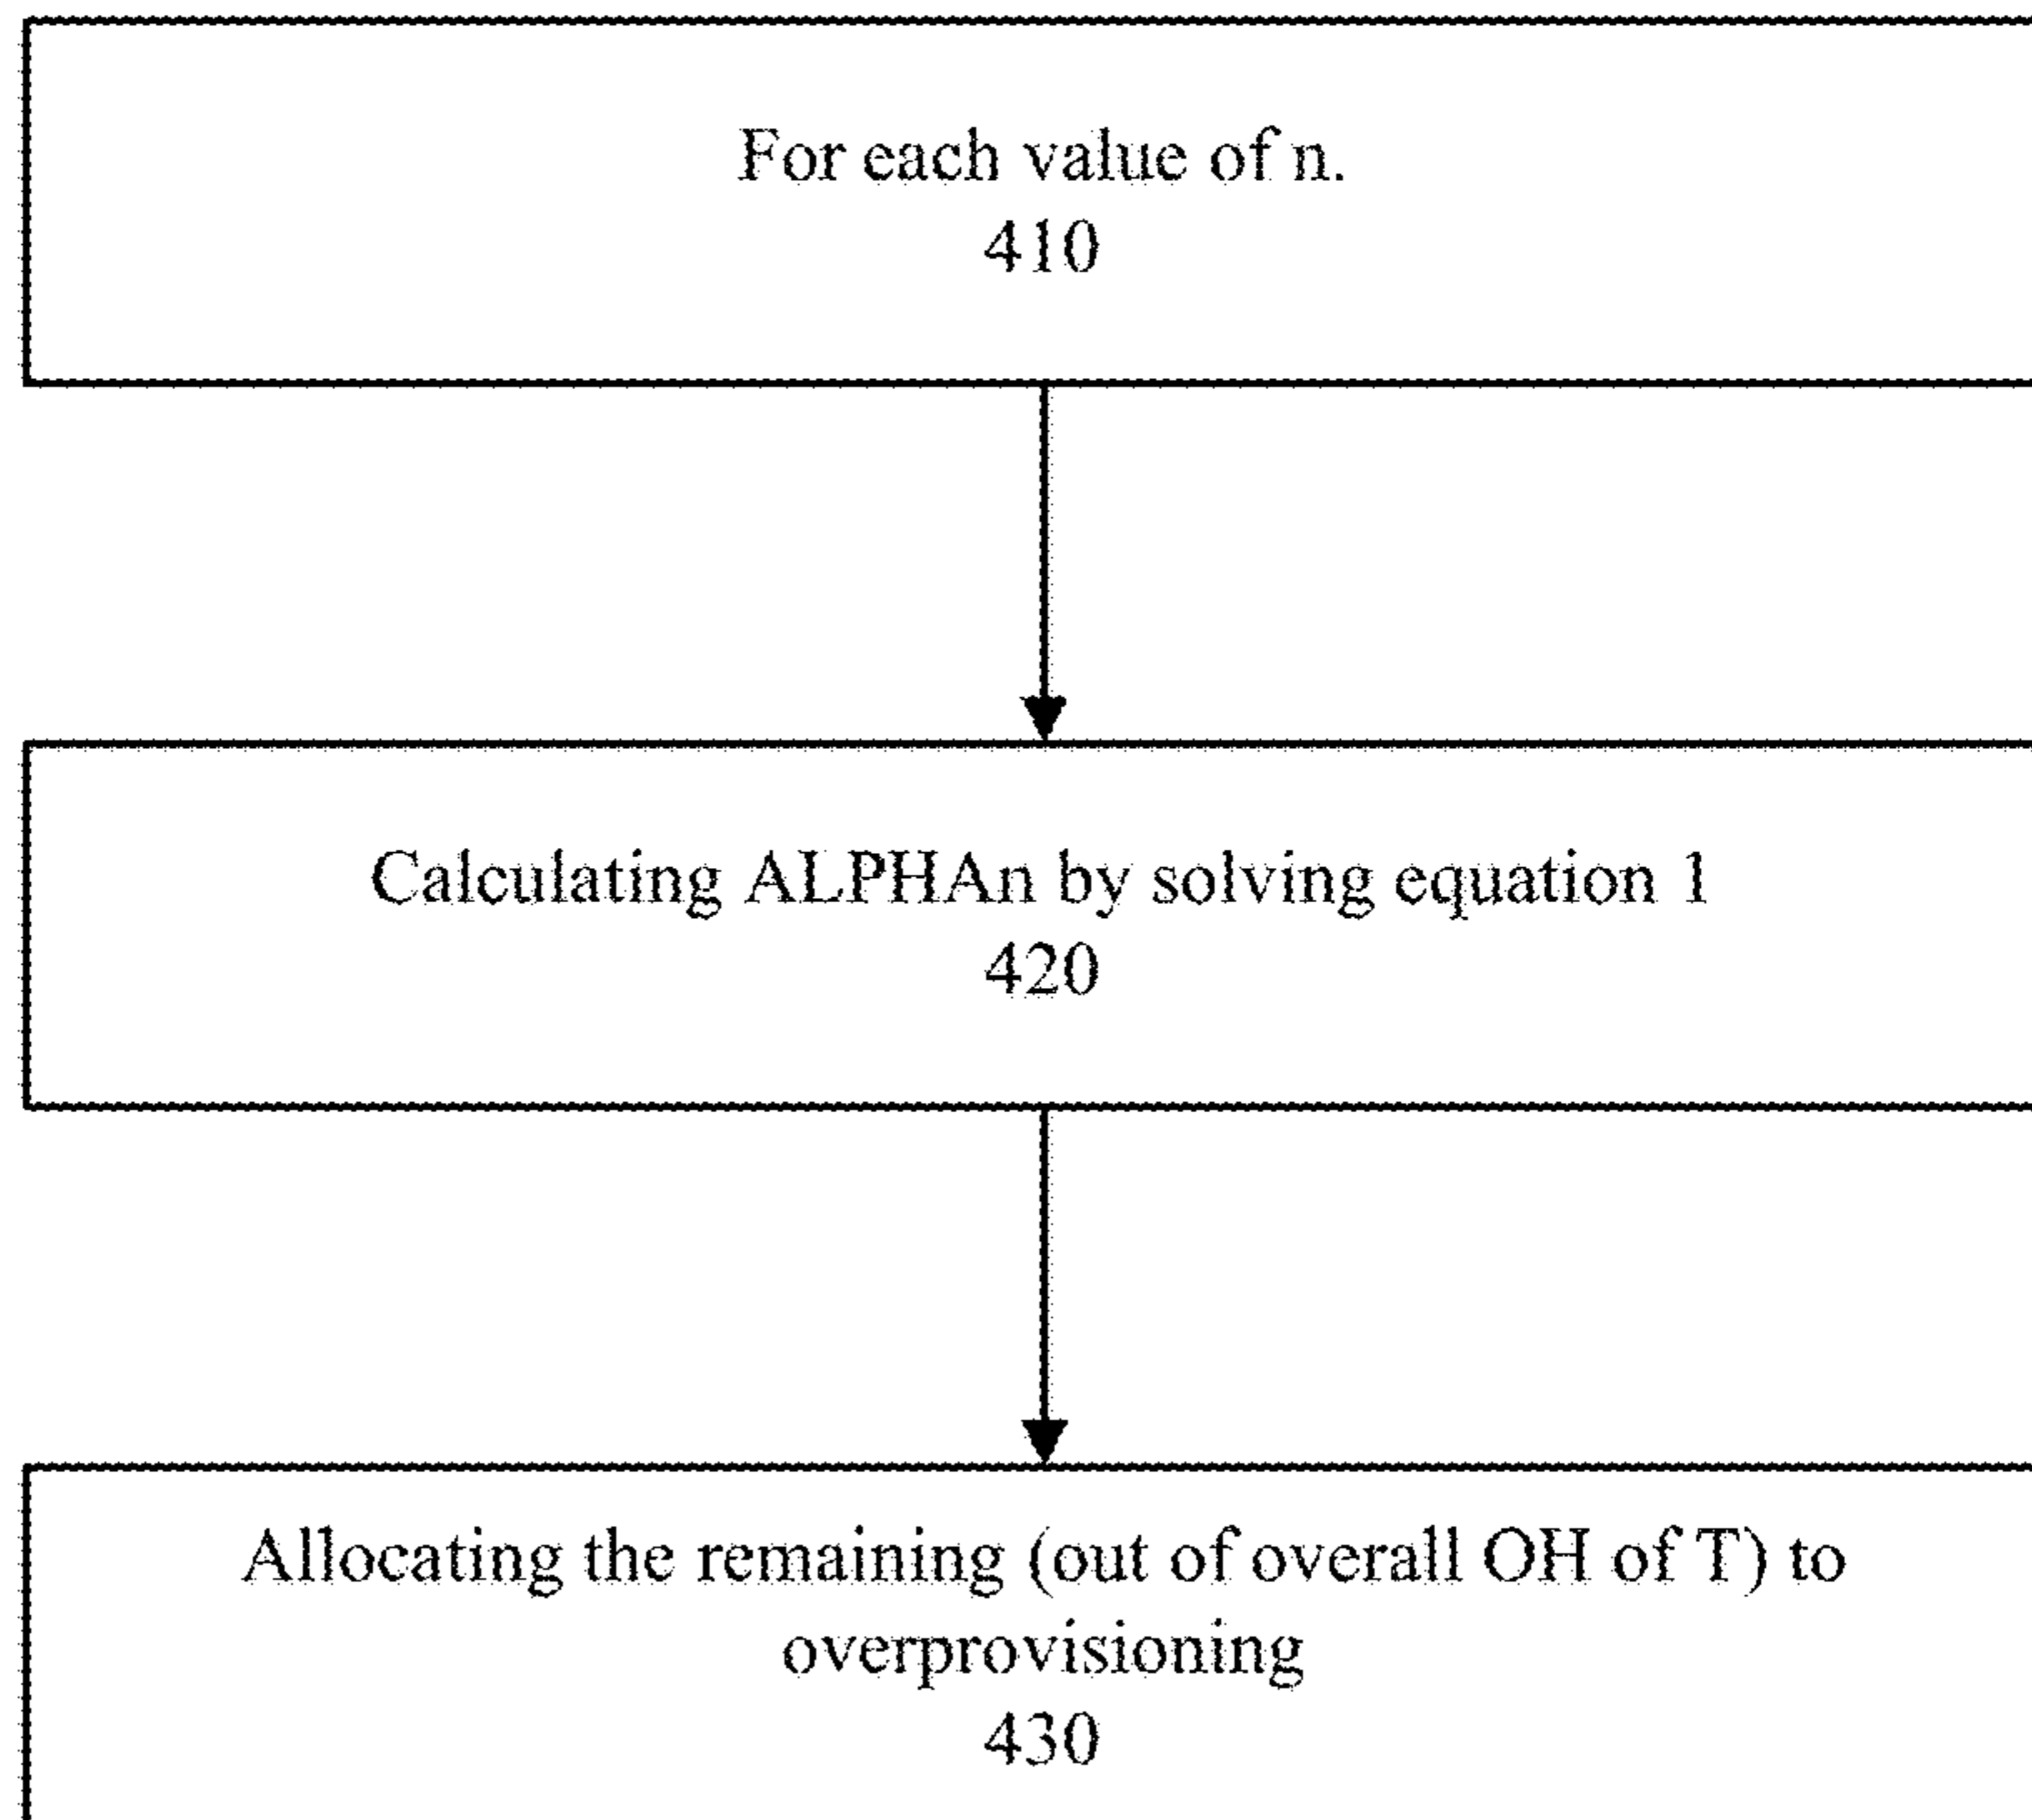 For each value of n.
410
Calculating ALPHAn by solving equation 1
420
Allocating the remaining (out of overall OH of T) to
overprovisioning
430